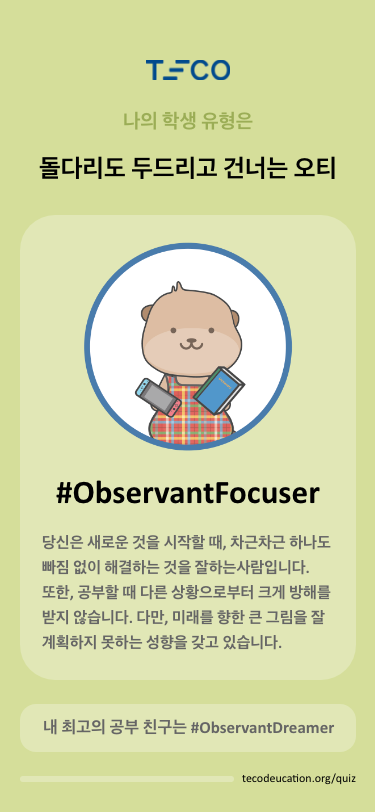 TECO
나의 학생 유형은
돌다리도 두드리고 건너는 오티
#ObservantFocuser
당신은 새로운 것을 시작할 때, 차근차근 하나도
빠짐 없이 해결하는 것을 잘하는사람입니다.
또한, 공부할 때 다른 상황으로부터 크게 방해를
받지 않습니다. 다만, 미래를 향한 큰 그림을 잘
계획하지 못하는 성향을 갖고 있습니다.
내 최고의 공부 친구는 #ObservantDreamer
tecodeucation.org/quiz